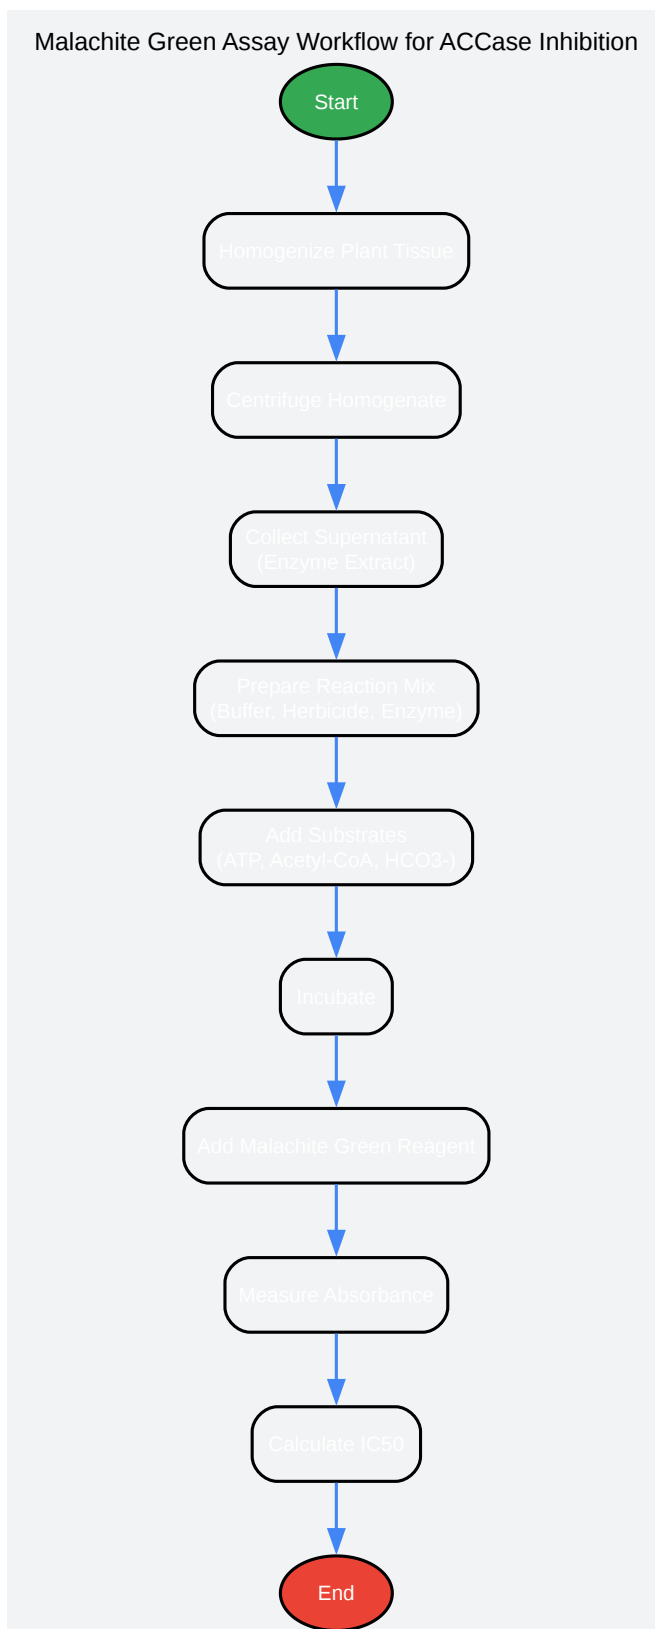 Malachite Green Assay Workflow for ACCase Inhibition
Start
Homogenize Plant Tissue
Centrifuge Homogenate
Collect Supernatant
(Enzyme Extract)
Prepare Reaction Mix
(Buffer, Herbicide, Enzyme)
Add Substrates
(ATP, Acetyl-CoA, HCO3-)
Incubate
Add Malachite Green Reagent
Measure Absorbance
Calculate IC50
End